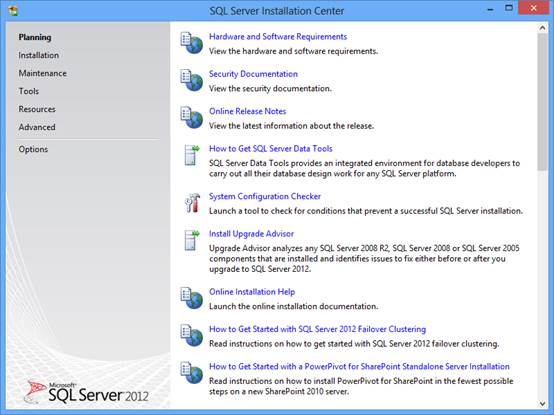 SQL Server Installation Center
Planning
Installation
Maintenance
Tools
Resources
Advanced
Options
Hardware and Software Requirements
View the hardware and software requirements.
Security Documentation
View the security documentation.
Online Release Notes
View the latest information about the release.
How to Get SQL Server Data Tools
SQL Server Data Tools provides an integrated environment for database developers to
carry out all their database design work for any SQL Server platform.
System Configuration Checker
Launch a tool to check for conditions that prevent a successful SQL Server installation.
Install Upgrade Advisor
Upgrade Advisor analyzes any SQL Server 2008 R2, SQL Server 2008 or SQL Server 2005
components that are installed and identifies issues to fix either before or after you
upgrade to SQL Server 2012.
Online Installation Help
Launch the online installation documentation.
How to Get Started with SQL Server 2012 Failover Clustering
Read instructions on how to get started with SQL Server 2012 failover clustering.
How to Get Started with a PowerPivot for SharePoint Standalone Server Installation
Read instructions on how to install PowerPivot for SharePoint in the fewest possible
steps on a new SharePoint 2010 server.
Microsoft
SQL Server 2012